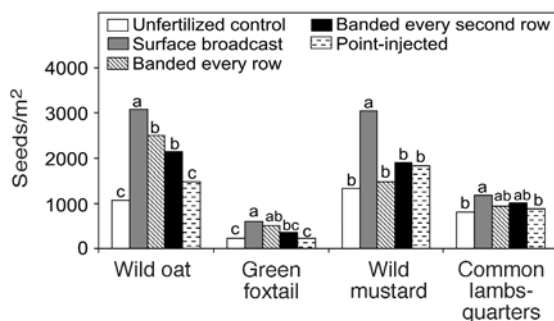 Unfertilized control
Surface broadcast
Banded every row
Banded every second row
Point-injected
Seeds/m²
4000
3000
2000
1000
0
c a b b c
c a ab bc c
b a b b b
b a ab ab b
Wild oat
Green
foxtail
Wild
mustard
Common
lambs-
quarters